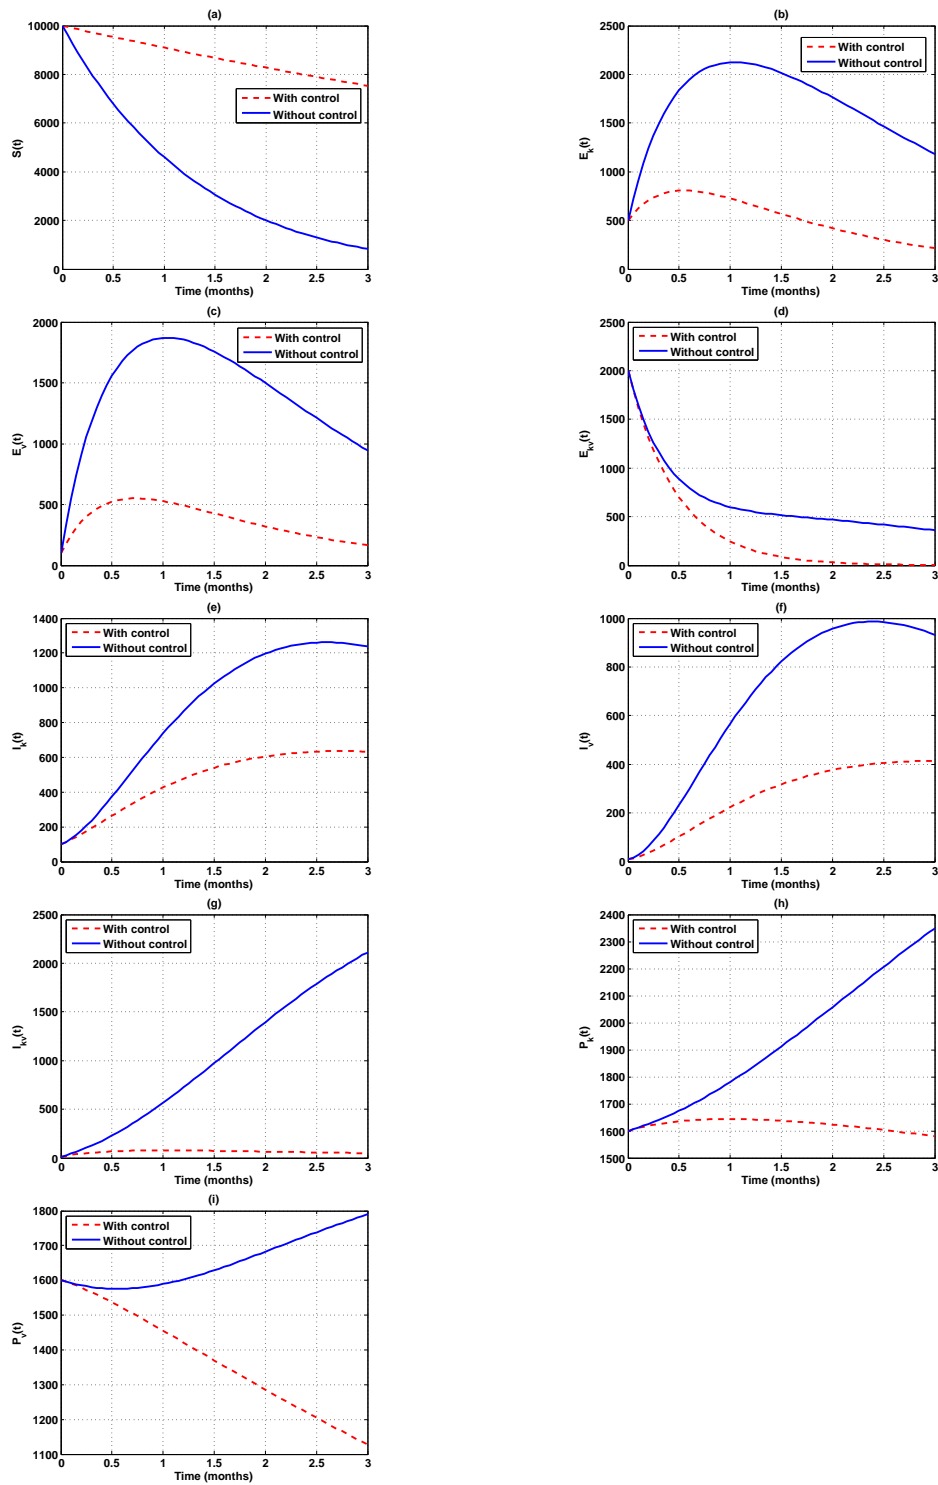 (a)
10000
8000
6000
4000
2000
0
S(t)
With control
Without control
0 0.5 1 1.5 2 2.5 3
Time (months)
(b)
2500
2000
1500
1000
500
0
E_k(t)
With control
Without control
0 0.5 1 1.5 2 2.5 3
Time (months)
(c)
2000
1500
1000
500
0
E_v(t)
With control
Without control
0 0.5 1 1.5 2 2.5 3
Time (months)
(d)
2500
2000
1500
1000
500
0
E_kv(t)
With control
Without control
0 0.5 1 1.5 2 2.5 3
Time (months)
(e)
1400
1200
1000
800
600
400
200
0
I_k(t)
With control
Without control
0 0.5 1 1.5 2 2.5 3
Time (months)
(f)
1000
800
600
400
200
0
I_v(t)
With control
Without control
0 0.5 1 1.5 2 2.5 3
Time (months)
(g)
2500
2000
1500
1000
500
0
I_kv(t)
With control
Without control
0 0.5 1 1.5 2 2.5 3
Time (months)
(h)
2400
2300
2200
2100
2000
1900
1800
1700
1600
1500
P_k(t)
With control
Without control
0 0.5 1 1.5 2 2.5 3
Time (months)
(i)
1800
1700
1600
1500
1400
1300
1200
1100
P_v(t)
With control
Without control
0 0.5 1 1.5 2 2.5 3
Time (months)